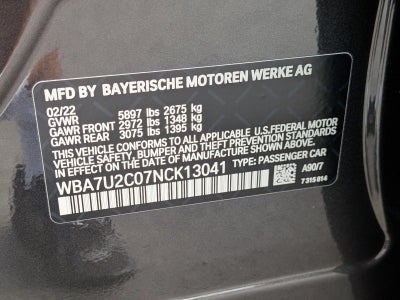 MFD BY BAYERISCHE MOTOREN WERKE AG
02/22
GVWR 5897 lbs 2675 kg
GAWR FRONT 2972 lbs 1348 kg
GAWR REAR 3075 lbs 1395 kg
THIS VEHICLE CONFORMS TO ALL APPLICABLE U.S.FEDERAL MOTOR
VEHICLE SAFETY, BUMPER AND THEFT PREVENTION STANDARDS
IN EFFECT ON THE DATE OF MANUFACTURE SHOWN ABOVE.
WBA7U2C07NCK13041 TYPE: PASSENGER CAR
A90/7
7315014